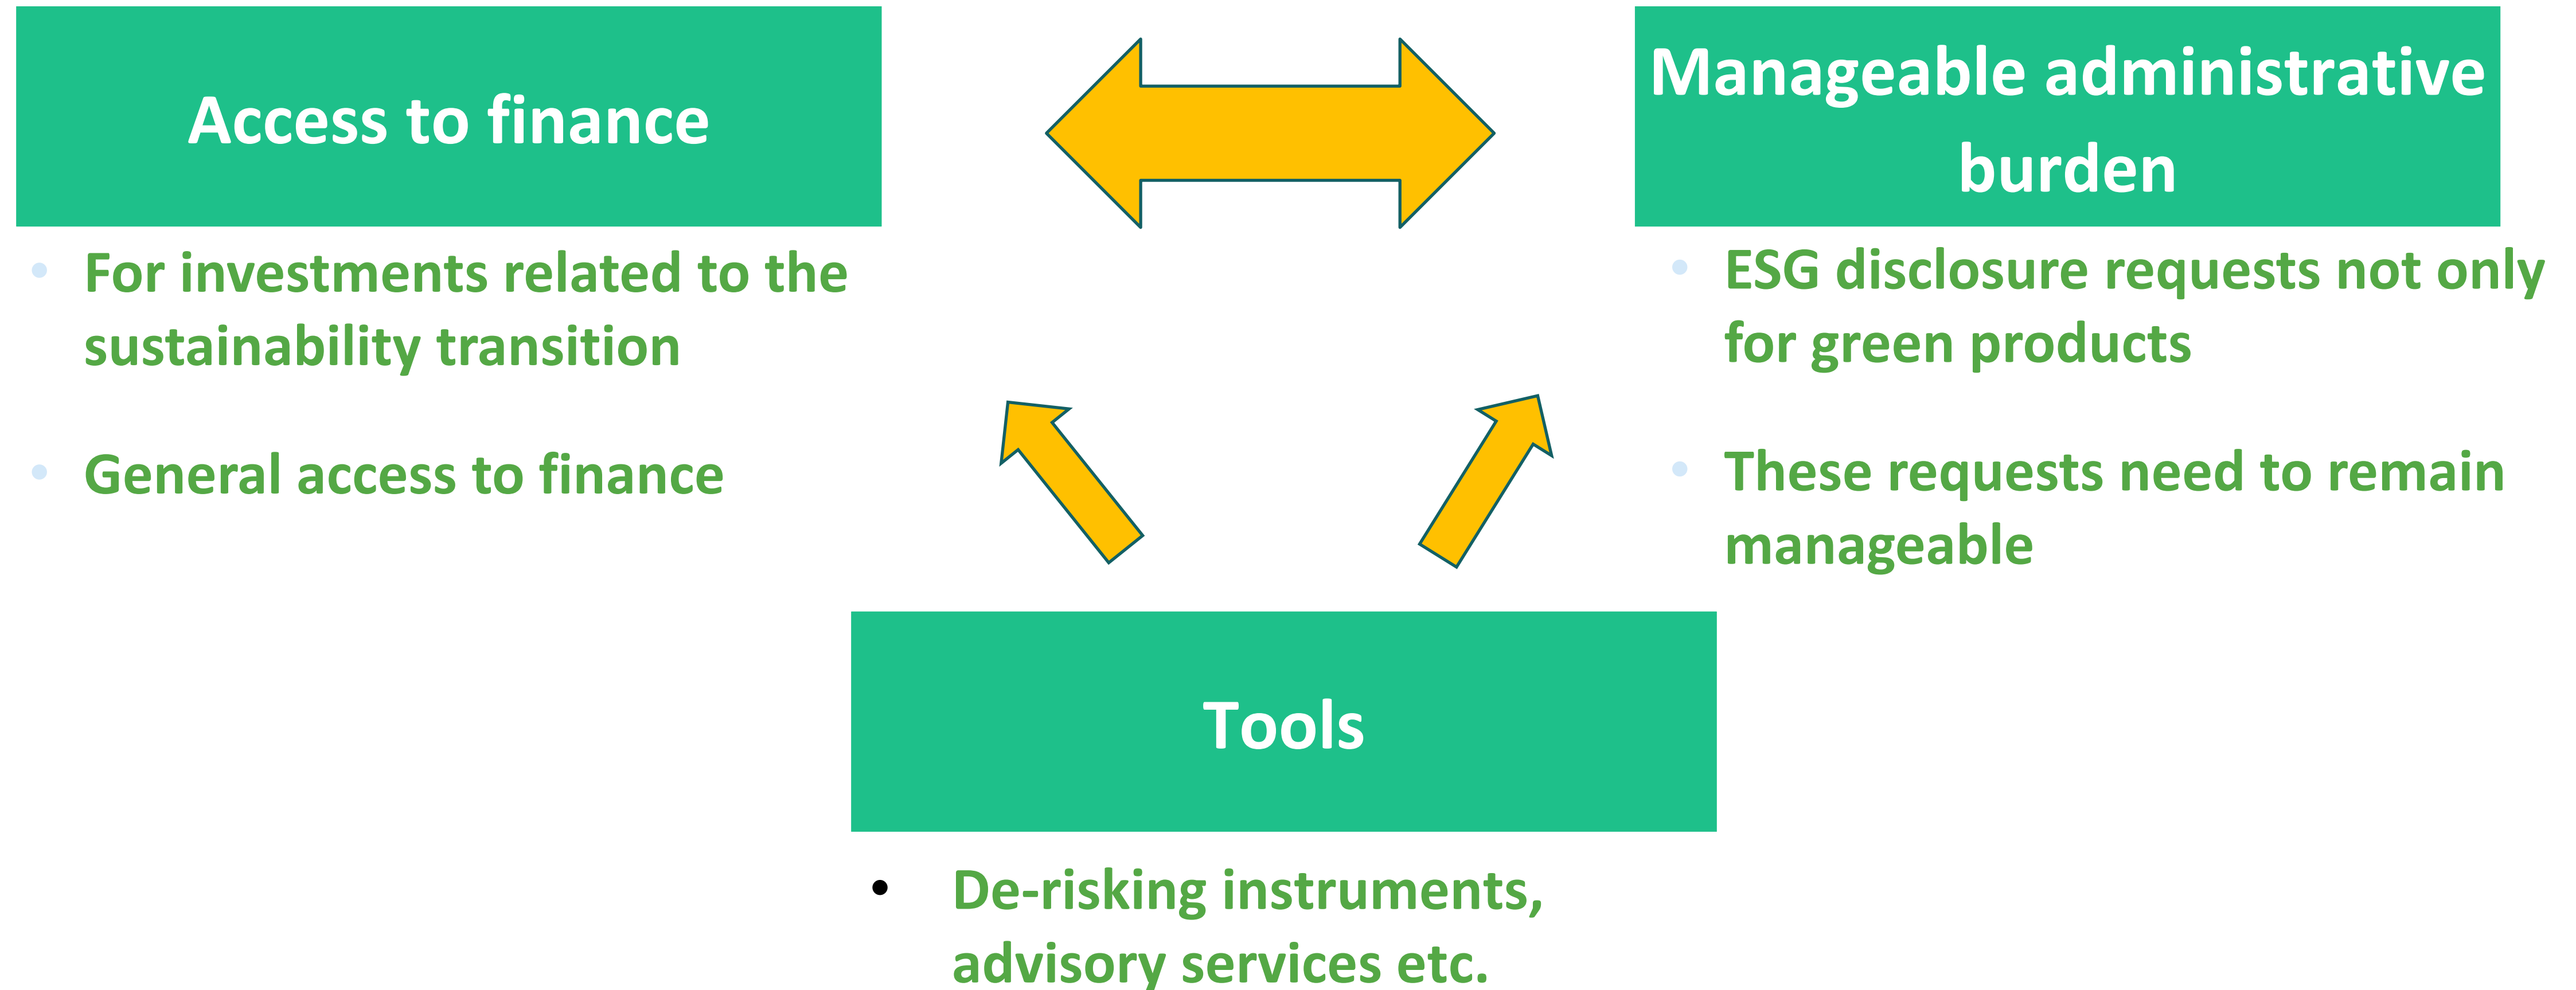 Access to finance
Manageable administrative
burden
• For investments related to the
sustainability transition
• General access to finance
• ESG disclosure requests not only
for green products
• These requests need to remain
manageable
Tools
• De-risking instruments,
advisory services etc.